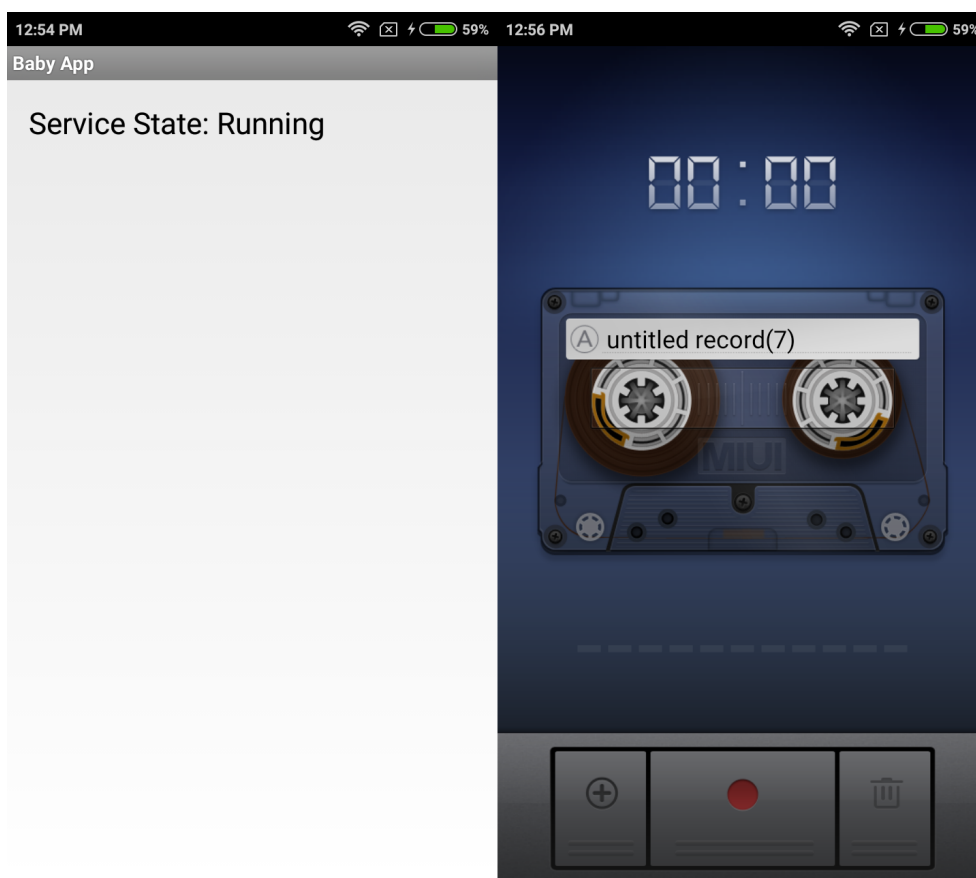 12:54 PM
59%
Baby App
Service State: Running
12:56 PM
59%
00:00
A untitled record(7)
MIUI